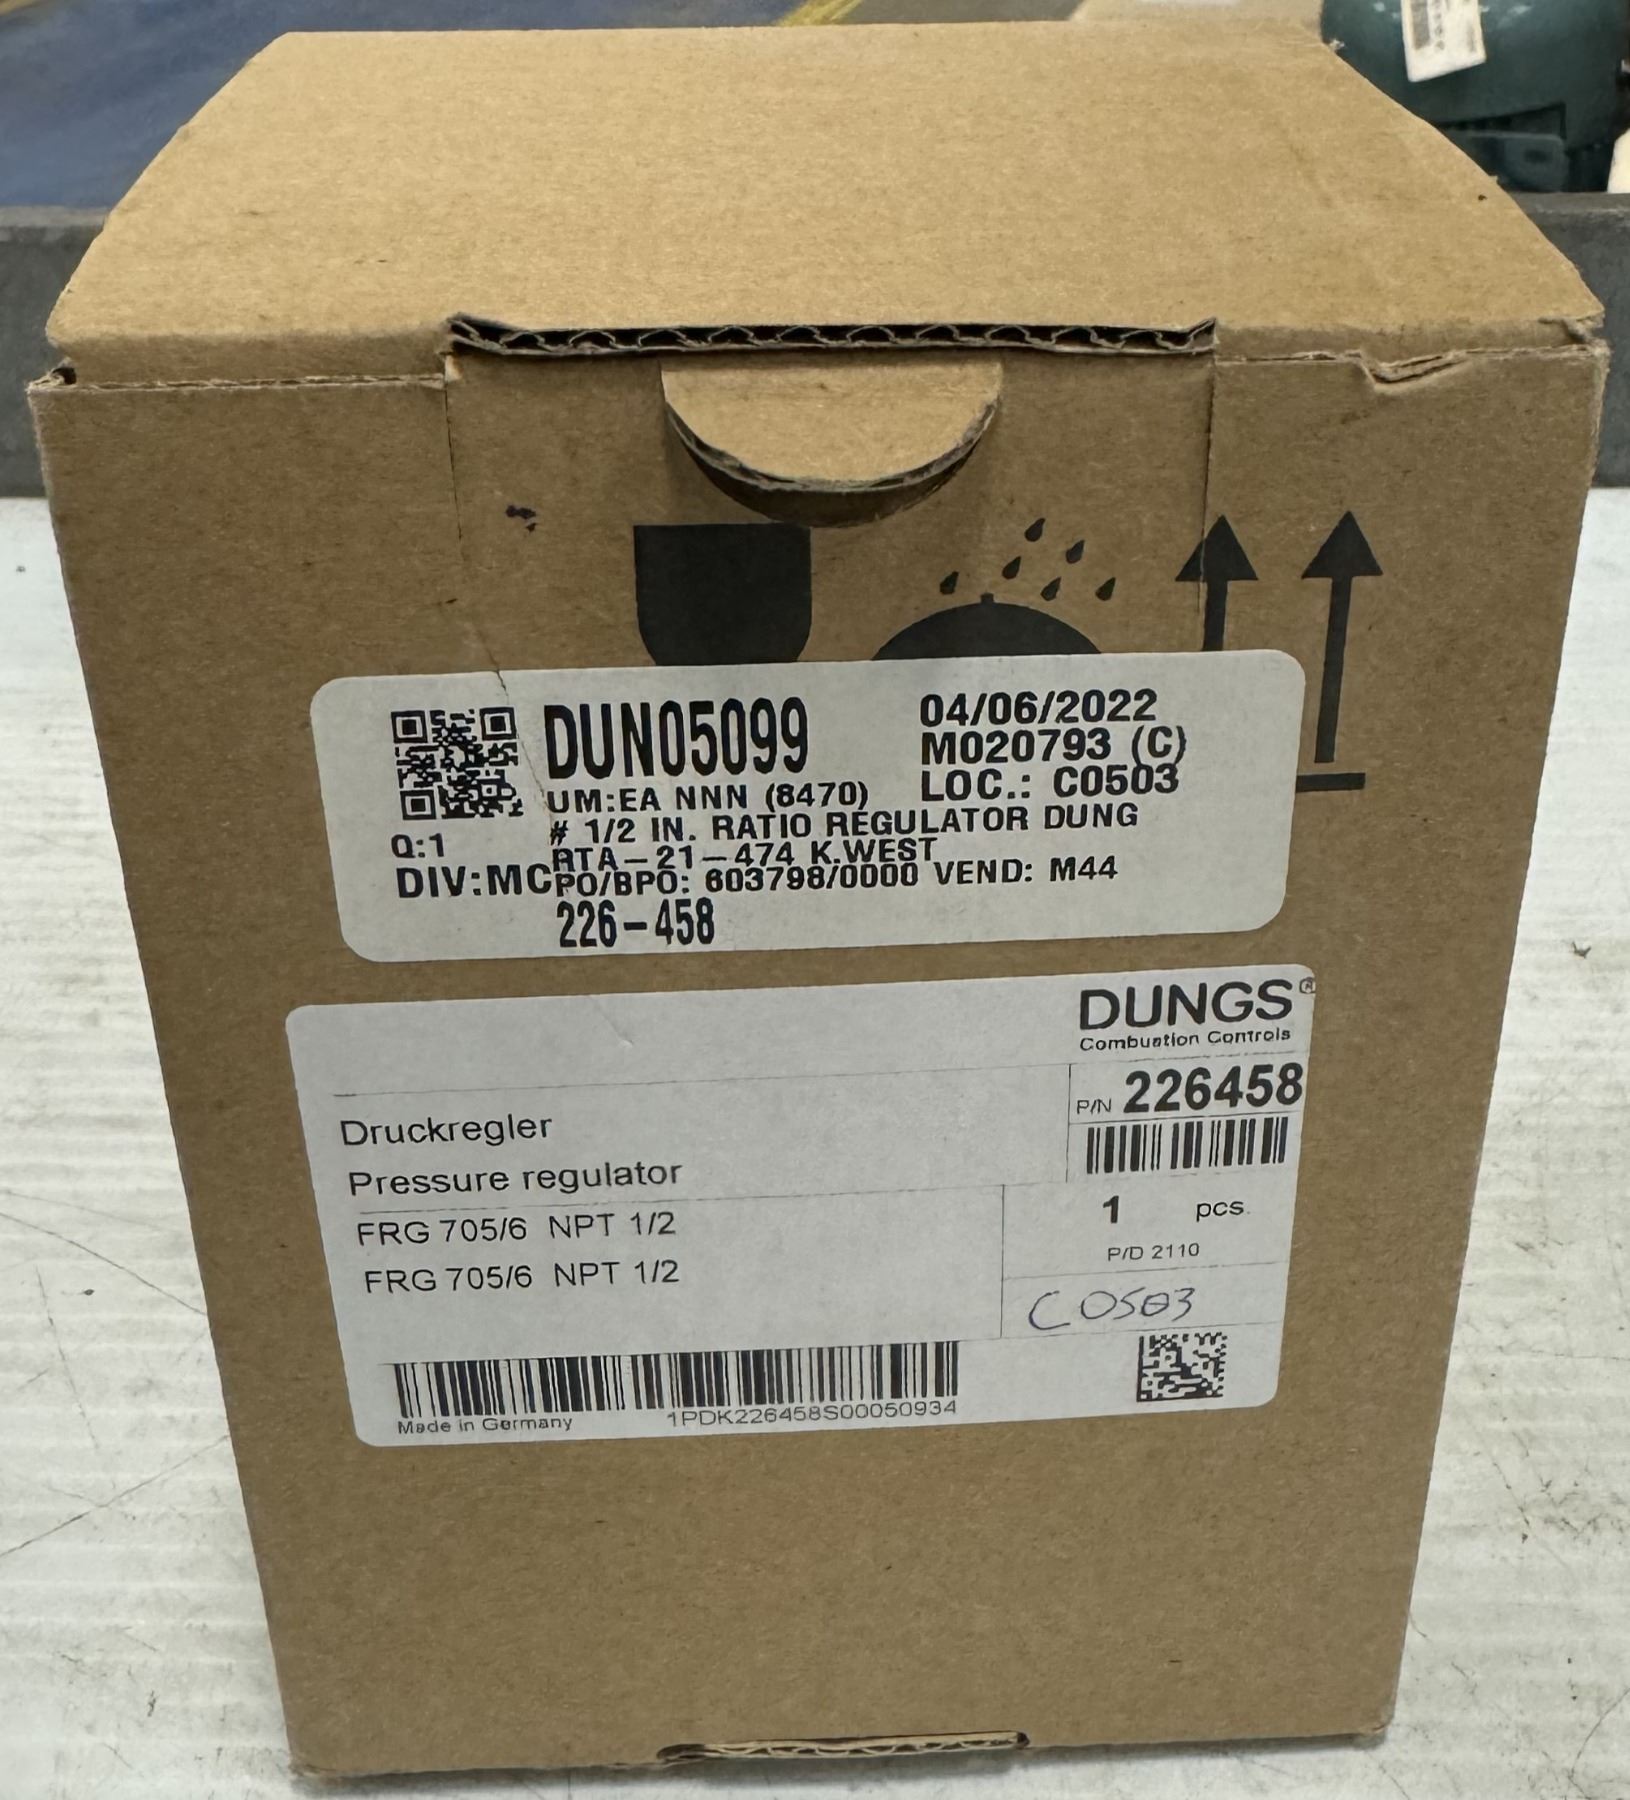 DUN05099
04/06/2022
M020793 (C)
UM:EA NNN (8470)
LOC.: C0503
Q:1
# 1/2 IN. RATIO REGULATOR DUNG
RTA-21-474 K.WEST
DIV:MC
PO/BPO: 603798/0000 VEND: M44
226-458
DUNGS®
Combustion Controls
P/N 226458
Druckregler
Pressure regulator
FRG 705/6 NPT 1/2
FRG 705/6 NPT 1/2
1 pcs.
P/D 2110
C0503
Made in Germany
1PDK226458S00050934